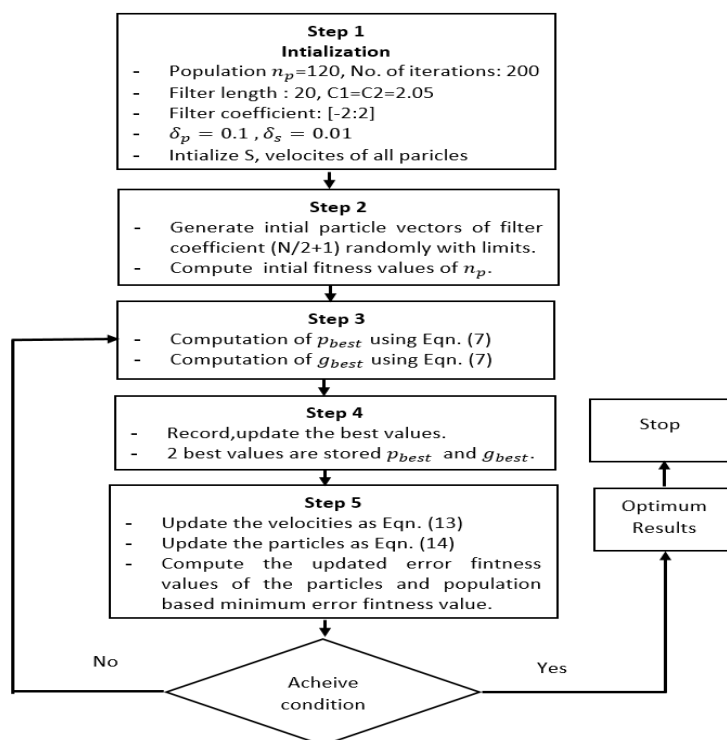 Step 1
Intialization
- Population n_p=120, No. of iterations: 200
- Filter length : 20, C1=C2=2.05
- Filter coefficient: [-2:2]
- δ_p = 0.1 , δ_s = 0.01
- Intialize S, velocites of all paricles
Step 2
- Generate intial particle vectors of filter
coefficient (N/2+1) randomly with limits.
- Compute intial fitness values of n_p.
Step 3
- Computation of p_best using Eqn. (7)
- Computation of g_best using Eqn. (7)
Step 4
- Record,update the best values.
- 2 best values are stored p_best and g_best.
Step 5
- Update the velocities as Eqn. (13)
- Update the particles as Eqn. (14)
- Compute the updated error fintness
values of the particles and population
based minimum error fintness value.
Acheive
condition
No
Yes
Optimum
Results
Stop